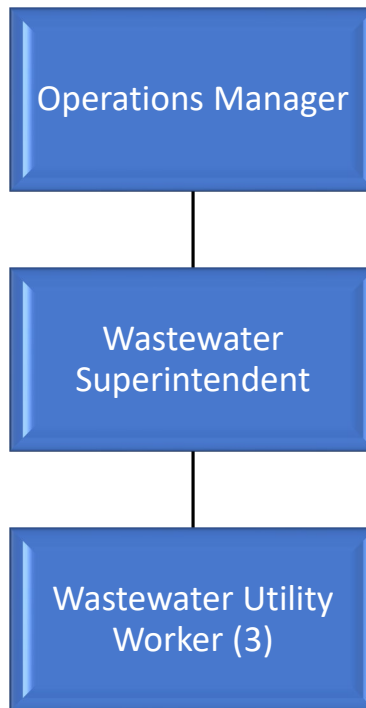 Operations Manager
Wastewater
Superintendent
Wastewater Utility
Worker (3)